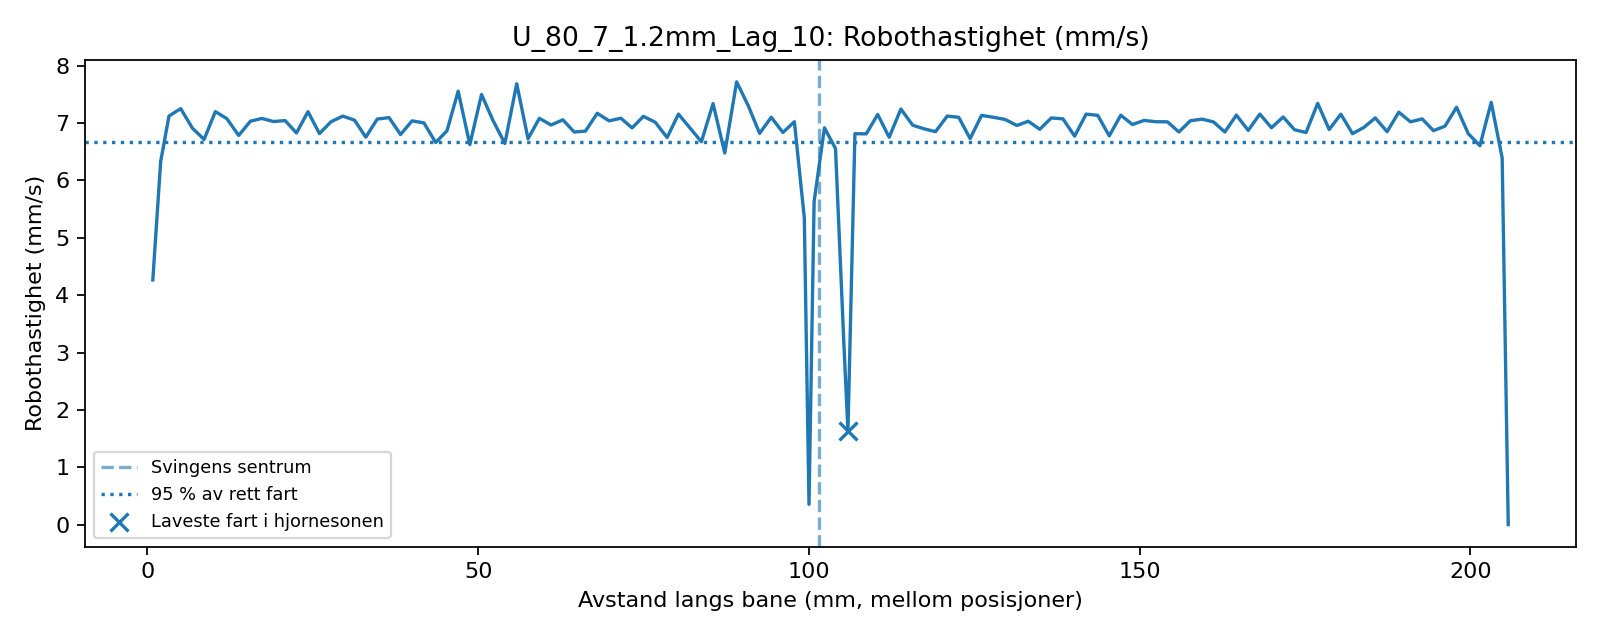 U_80_7_1.2mm_Lag_10: Robothastighet (mm/s)
Robothastighet (mm/s)
8
7
6
5
4
3
2
1
0
Svingens sentrum
95 % av rett fart
Laveste fart i hjornesonen
0
50
100
150
200
Avstand langs bane (mm, mellom posisjoner)